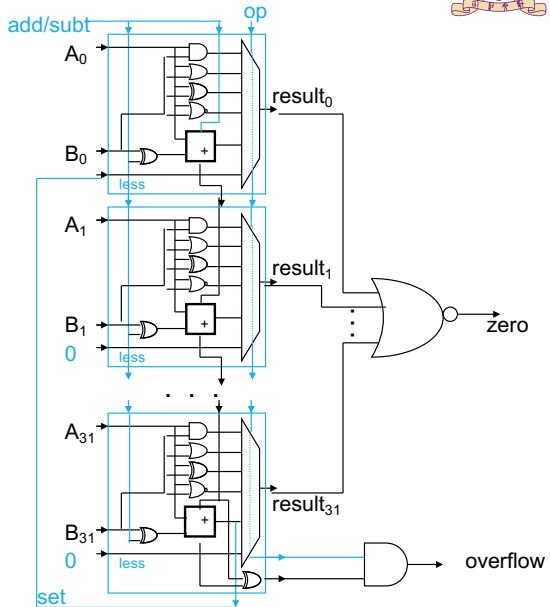 op
add/subt
A0
result0
B0
+
less
A1
result1
B1
+
0
less
zero
. . .
A31
result31
B31
+
0
less
overflow
set